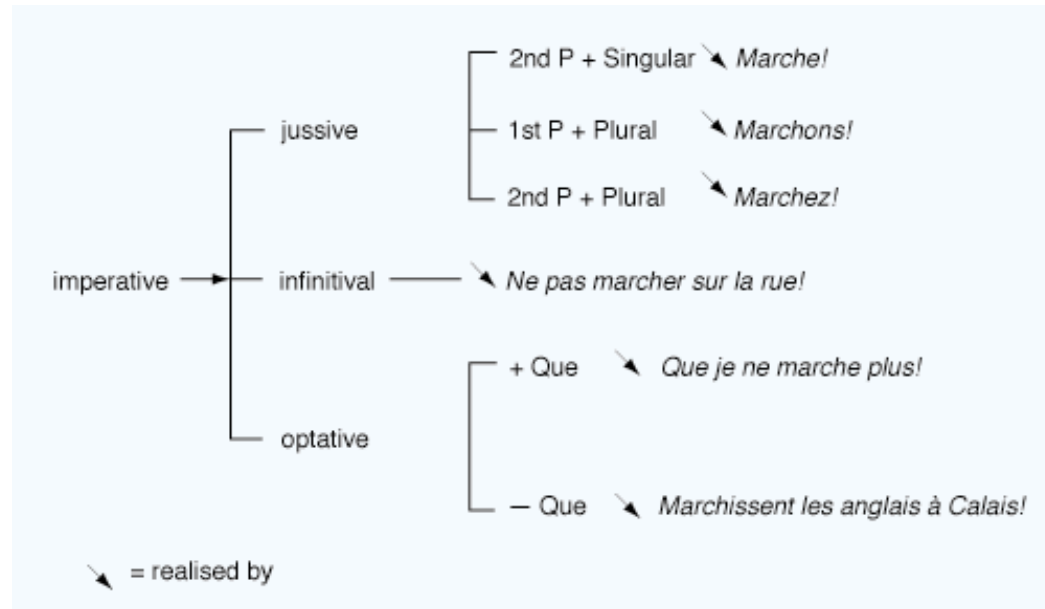 2nd P + Singular ↘ Marche!
jussive 1st P + Plural ↘ Marchons!
2nd P + Plural ↘ Marchez!
imperative → infinitival ↘ Ne pas marcher sur la rue!
+ Que ↘ Que je ne marche plus!
optative
– Que ↘ Marchissent les anglais à Calais!
↘ = realised by